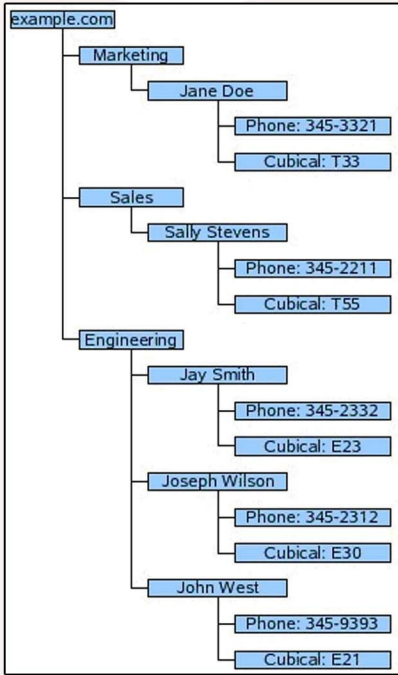 example.com
Marketing
Jane Doe
Phone: 345-3321
Cubical: T33
Sales
Sally Stevens
Phone: 345-2211
Cubical: T55
Engineering
Jay Smith
Phone: 345-2332
Cubical: E23
Joseph Wilson
Phone: 345-2312
Cubical: E30
John West
Phone: 345-9393
Cubical: E21